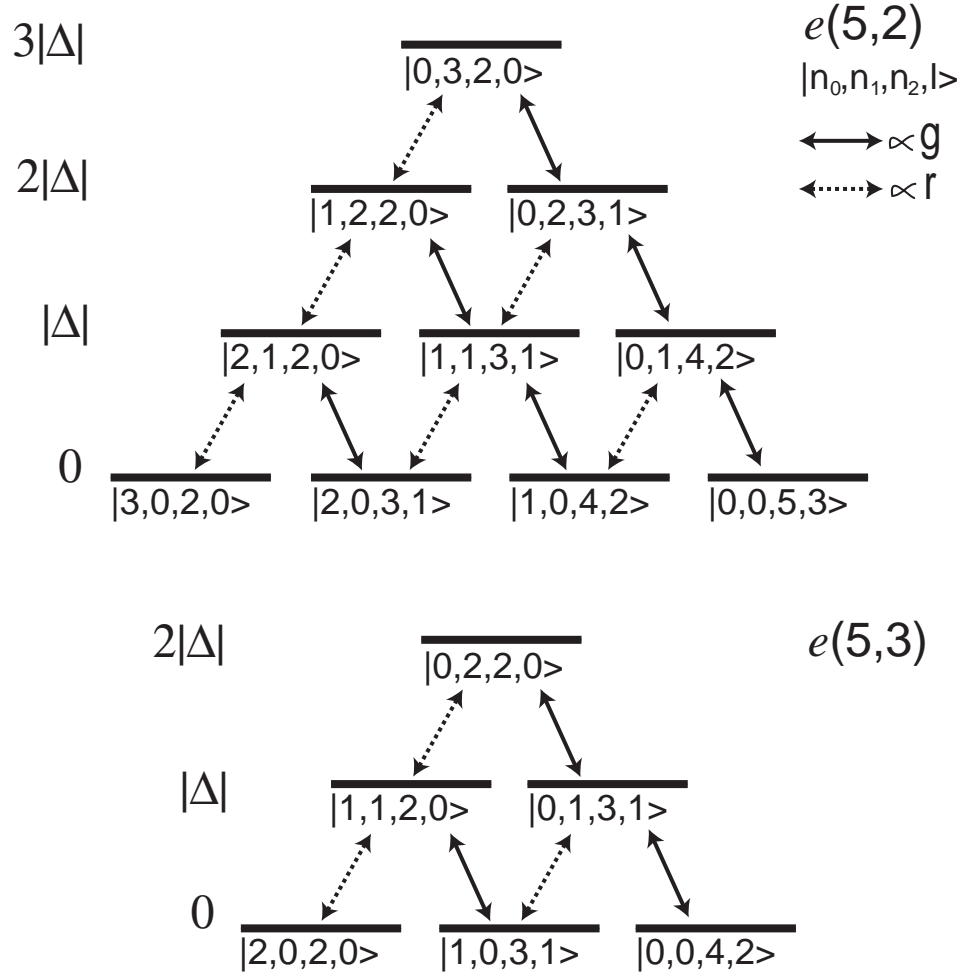 3|Δ|
|0,3,2,0>
e(5,2)
|n₀,n₁,n₂,l>
∝ g
∝ r
2|Δ|
|1,2,2,0>
|0,2,3,1>
|Δ|
|2,1,2,0>
|1,1,3,1>
|0,1,4,2>
0
|3,0,2,0>
|2,0,3,1>
|1,0,4,2>
|0,0,5,3>
2|Δ|
|0,2,2,0>
e(5,3)
|Δ|
|1,1,2,0>
|0,1,3,1>
0
|2,0,2,0>
|1,0,3,1>
|0,0,4,2>